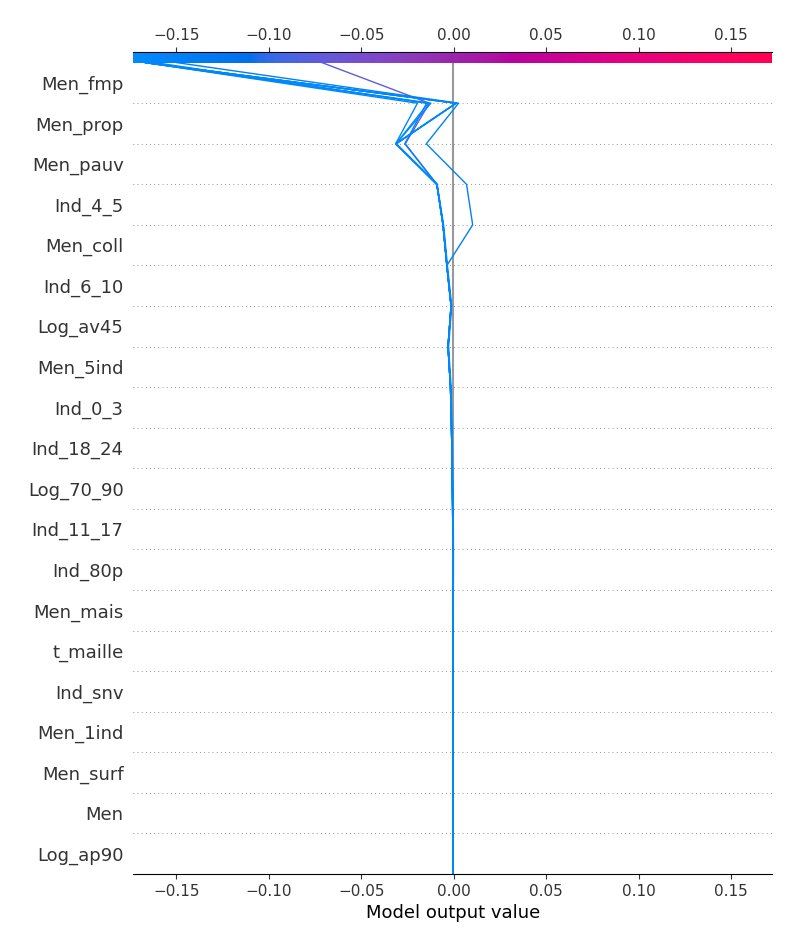 −0.15 −0.10 −0.05 0.00 0.05 0.10 0.15
Men_fmp
Men_prop
Men_pauv
Ind_4_5
Men_coll
Ind_6_10
Log_av45
Men_5ind
Ind_0_3
Ind_18_24
Log_70_90
Ind_11_17
Ind_80p
Men_mais
t_maille
Ind_snv
Men_1ind
Men_surf
Men
Log_ap90
−0.15 −0.10 −0.05 0.00 0.05 0.10 0.15
Model output value